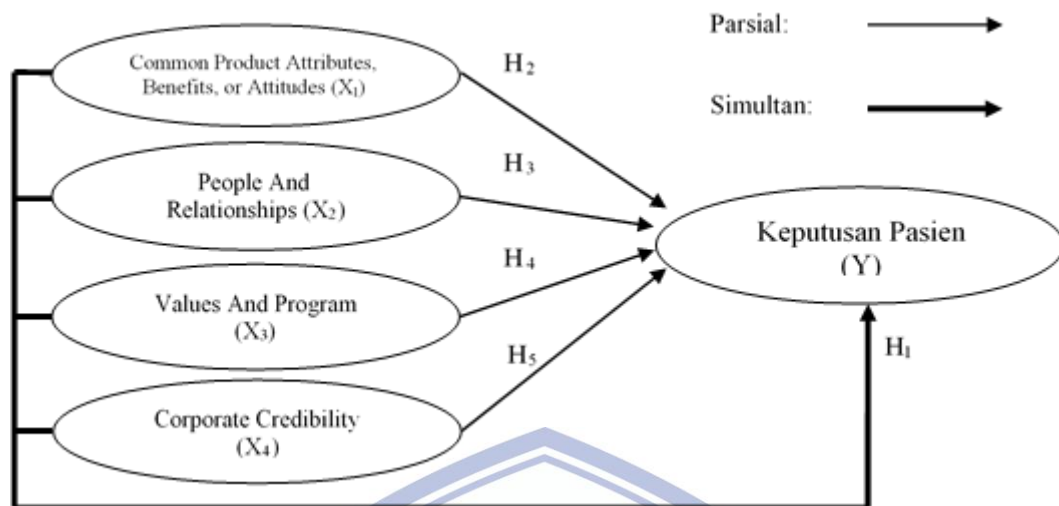 Parsial:
Simultan:
Common Product Attributes,
Benefits, or Attitudes (X₁)
H₂
People And
Relationships (X₂)
H₃
Values And Program
(X₃)
H₄
Corporate Credibility
(X₄)
H₅
Keputusan Pasien
(Y)
H₁